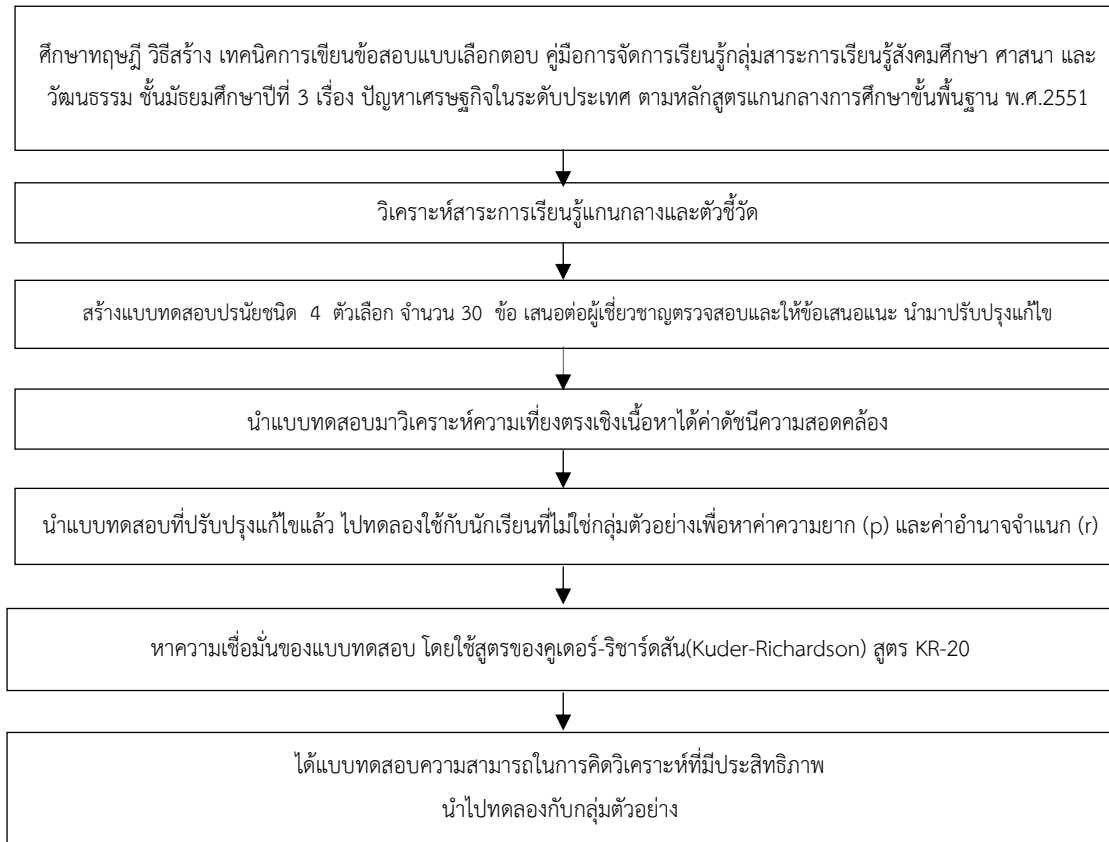 ศึกษาทฤษฎี วิธีสร้าง เทคนิคการเขียนข้อสอบแบบเลือกตอบ คู่มือการจัดการเรียนรู้กลุ่มสาระการเรียนรู้สังคมศึกษา ศาสนา และ
วัฒนธรรม ชั้นมัธยมศึกษาปีที่ 3 เรื่อง ปัญหาเศรษฐกิจในระดับประเทศ ตามหลักสูตรแกนกลางการศึกษาขั้นพื้นฐาน พ.ศ.2551
วิเคราะห์สาระการเรียนรู้แกนกลางและตัวชี้วัด
สร้างแบบทดสอบปรนัยชนิด 4 ตัวเลือก จำนวน 30 ข้อ เสนอต่อผู้เชี่ยวชาญตรวจสอบและให้ข้อเสนอแนะ นำมาปรับปรุงแก้ไข
นำแบบทดสอบมาวิเคราะห์ความเที่ยงตรงเชิงเนื้อหาได้ค่าดัชนีความสอดคล้อง
นำแบบทดสอบที่ปรับปรุงแก้ไขแล้ว ไปทดลองใช้กับนักเรียนที่ไม่ใช่กลุ่มตัวอย่างเพื่อหาค่าความยาก (p) และค่าอำนาจจำแนก (r)
หาความเชื่อมั่นของแบบทดสอบ โดยใช้สูตรของคูเดอร์-ริชาร์ดสัน(Kuder-Richardson) สูตร KR-20
ได้แบบทดสอบความสามารถในการคิดวิเคราะห์ที่มีประสิทธิภาพ
นำไปทดลองกับกลุ่มตัวอย่าง